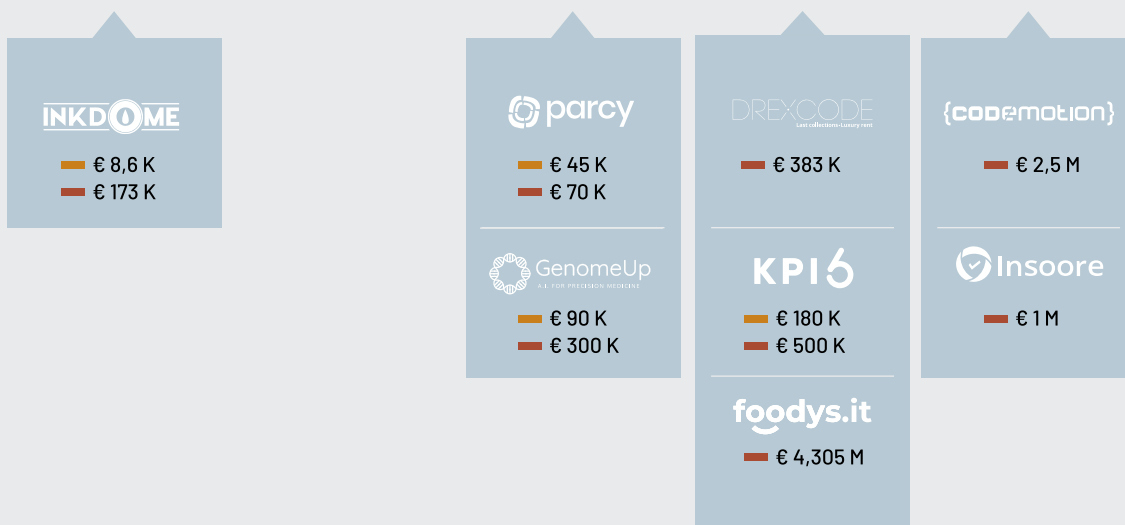 INKDOME
€ 8,6 K
€ 173 K
parcy
€ 45 K
€ 70 K
GenomeUp
A.I. FOR PRECISION MEDICINE
€ 90 K
€ 300 K
DREXCODE
Last collections-Luxury rent
€ 383 K
KPI6
€ 180 K
€ 500 K
foodys.it
€ 4,305 M
{CODEMOTION}
€ 2,5 M
Insoore
€ 1 M